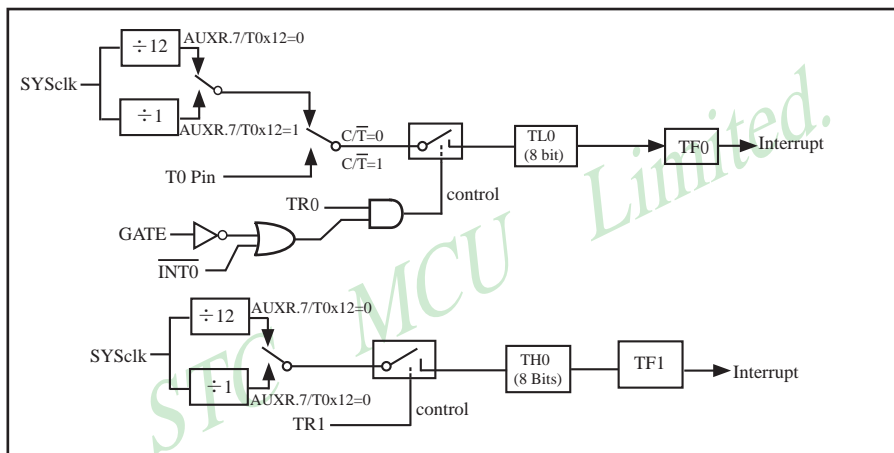 ÷12
AUXR.7/T0x12=0
SYSclk
÷1
AUXR.7/T0x12=1
C/T̅=0
C/T̅=1
T0 Pin
TL0
(8 bit)
TF0
Interrupt
control
TR0
GATE
I̅N̅T̅0̅
÷12
AUXR.7/T0x12=0
SYSclk
÷1
AUXR.7/T0x12=0
TH0
(8 Bits)
TF1
Interrupt
control
TR1
STC MCU Limited.